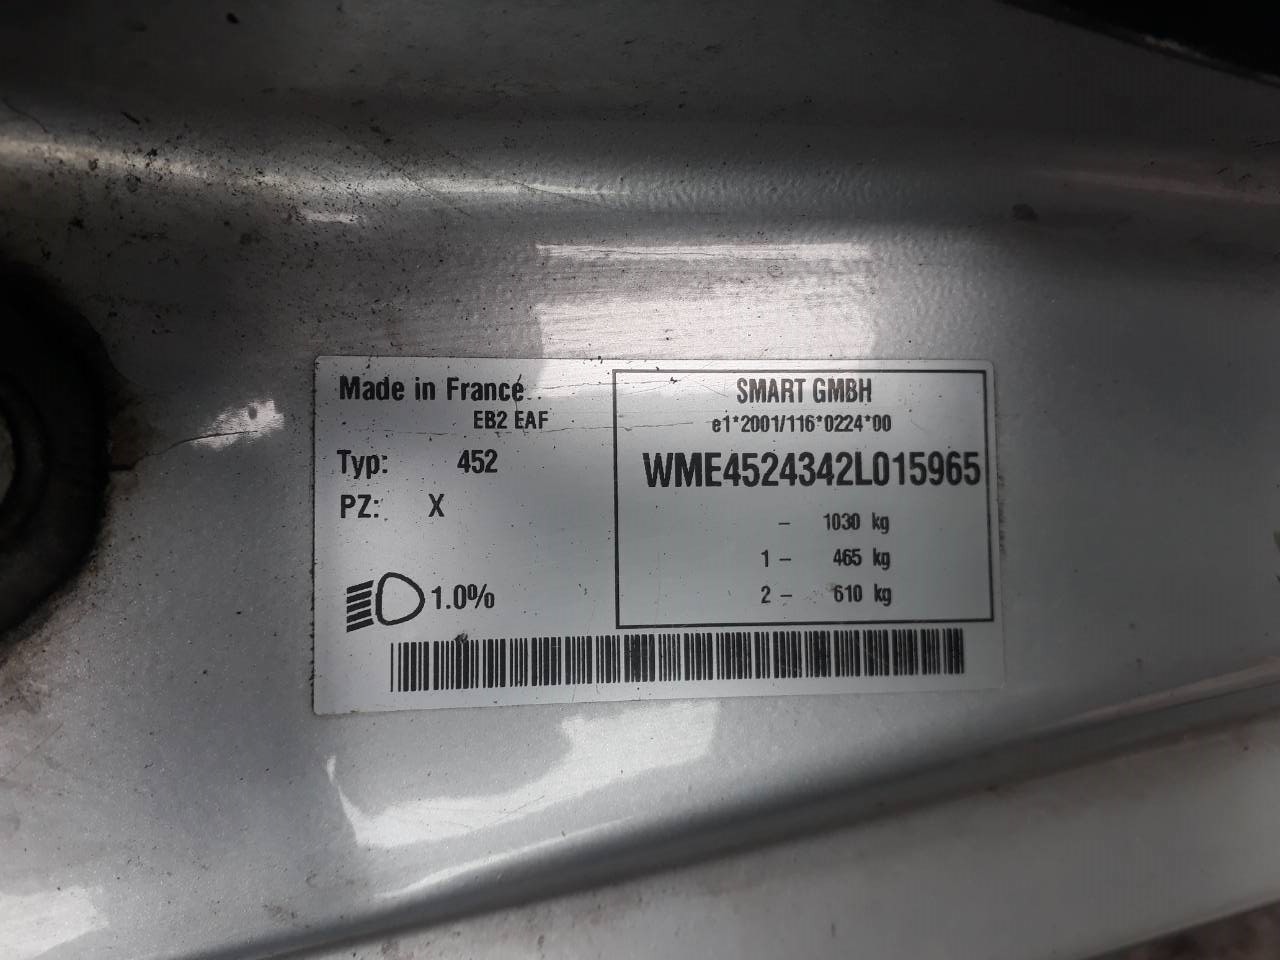 Made in France
EB2 EAF
Typ: 452
PZ: X
1.0%
SMART GMBH
e1*2001/116*0224*00
WME4524342L015965
- 1030 kg
1 - 465 kg
2 - 610 kg